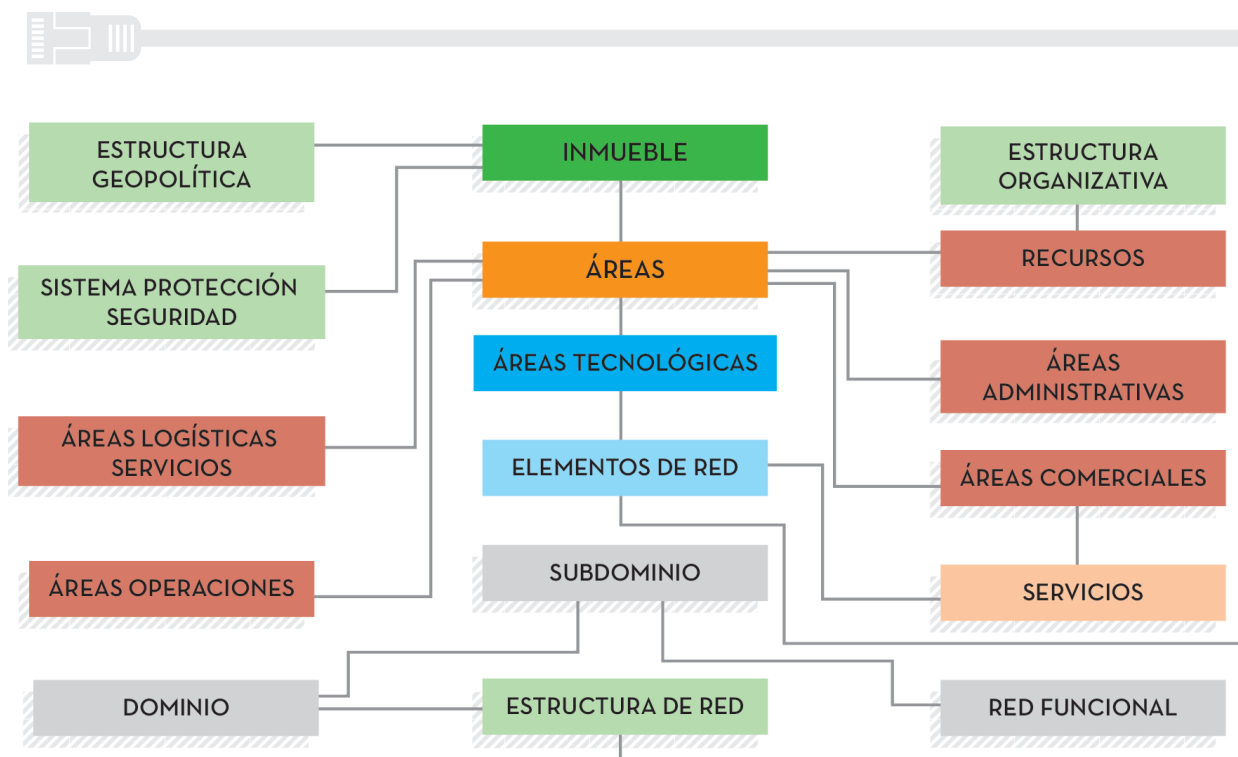 ESTRUCTURA
GEOPOLÍTICA
INMUEBLE
ESTRUCTURA
ORGANIZATIVA
SISTEMA PROTECCIÓN
SEGURIDAD
ÁREAS
RECURSOS
ÁREAS TECNOLÓGICAS
ÁREAS
ADMINISTRATIVAS
ÁREAS LOGÍSTICAS
SERVICIOS
ELEMENTOS DE RED
ÁREAS COMERCIALES
ÁREAS OPERACIONES
SUBDOMINIO
SERVICIOS
DOMINIO
ESTRUCTURA DE RED
RED FUNCIONAL